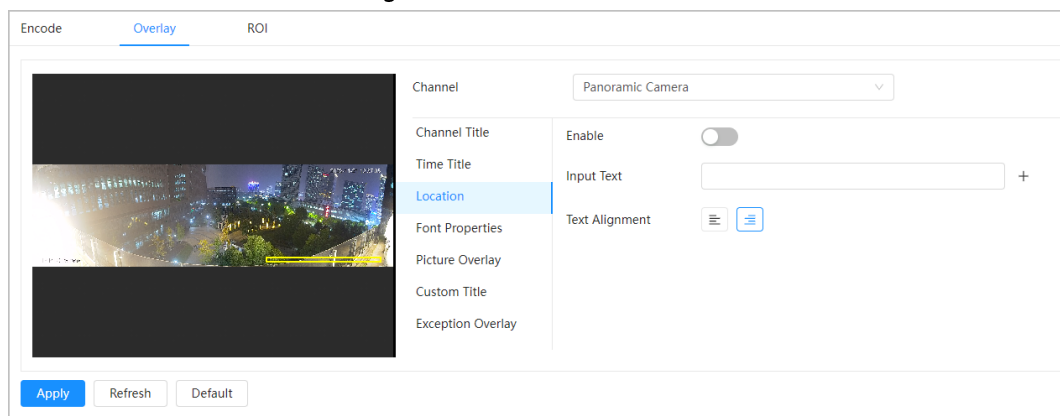 Encode Overlay ROI
Channel Panoramic Camera
Channel Title
Time Title
Location
Font Properties
Picture Overlay
Custom Title
Exception Overlay
Enable
Input Text +
Text Alignment
Apply Refresh Default